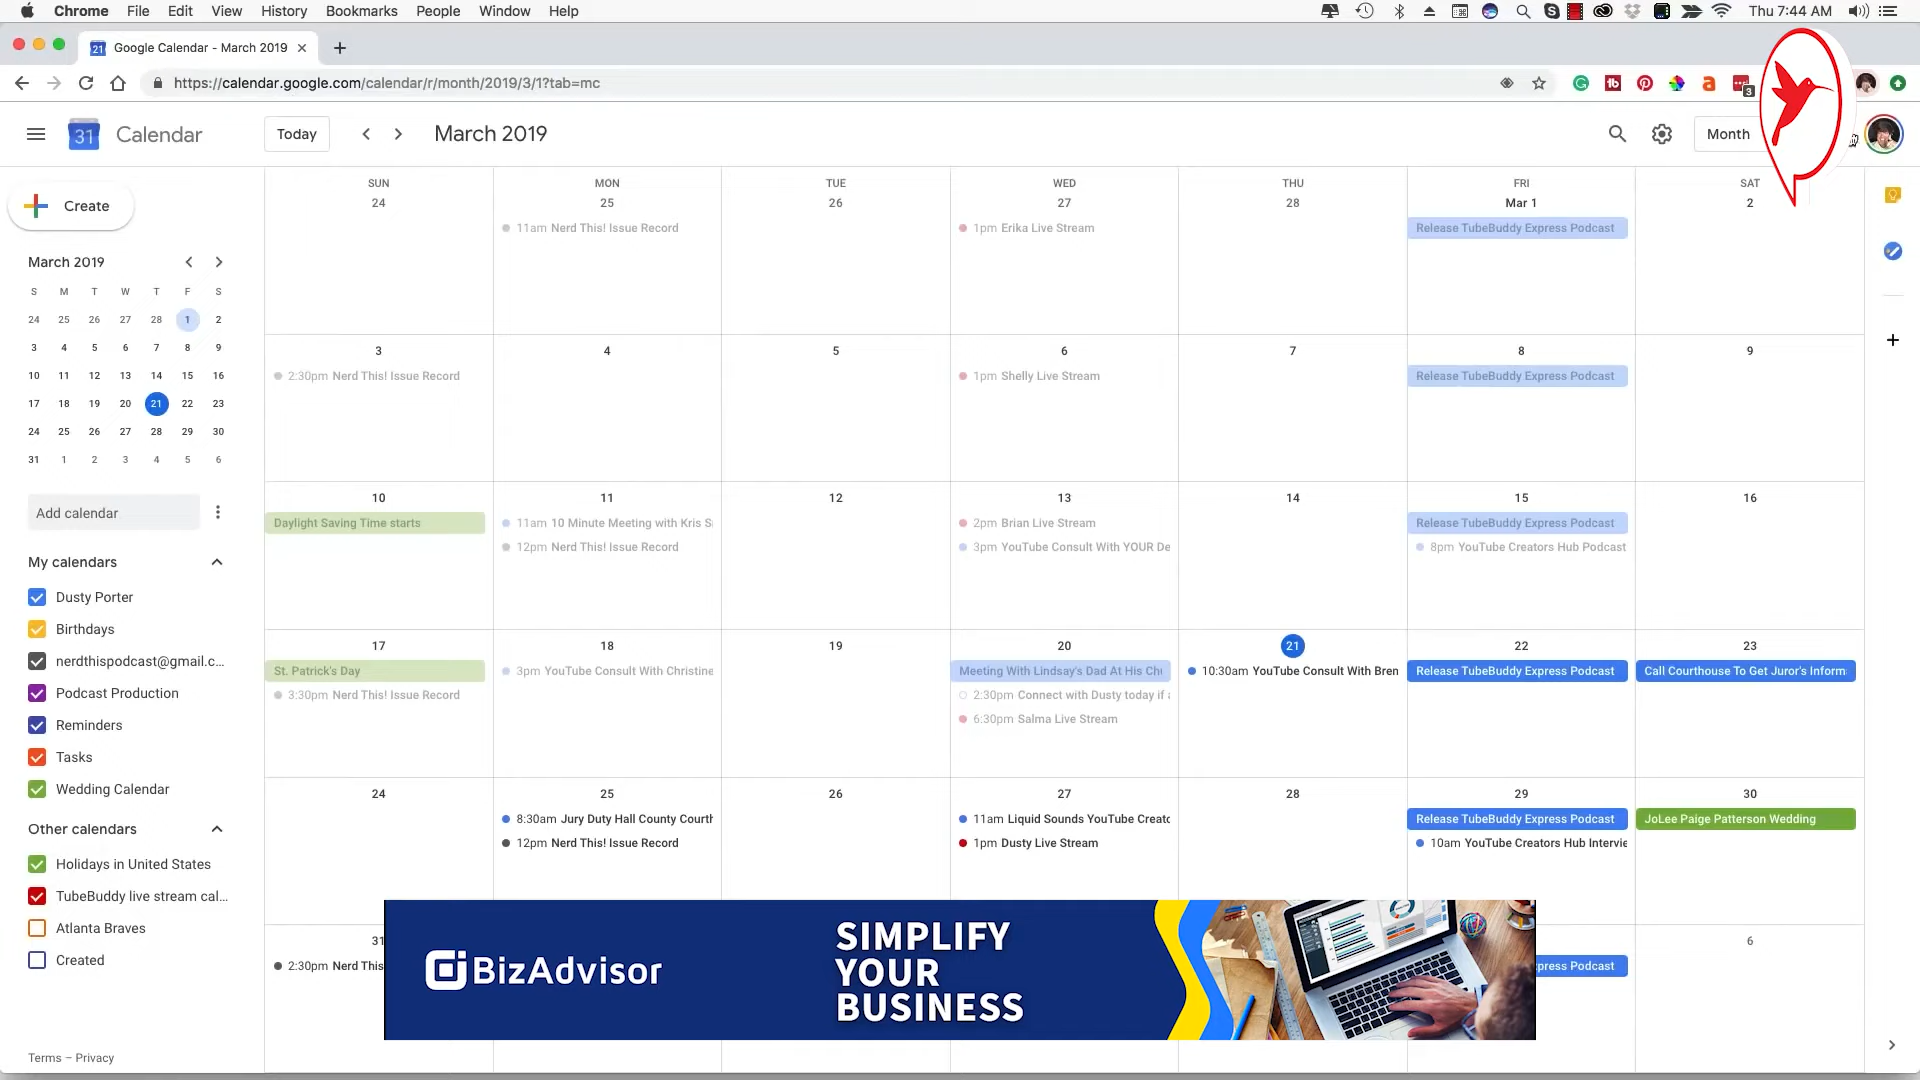 Chrome File Edit View History Bookmarks People Window Help Thu 7:44 AM
Google Calendar - March 2019
https://calendar.google.com/calendar/r/month/2019/3/1?tab=mc
3
31 Calendar Today March 2019 Month
Create
March 2019
S M T W T F S
24 25 26 27 28 1 2
3 4 5 6 7 8 9
10 11 12 13 14 15 16
17 18 19 20 21 22 23
24 25 26 27 28 29 30
31 1 2 3 4 5 6
Add calendar
My calendars
Dusty Porter
Birthdays
nerdthispodcast@gmail.c...
Podcast Production
Reminders
Tasks
Wedding Calendar
Other calendars
Holidays in United States
TubeBuddy live stream cal...
Atlanta Braves
Created
Terms – Privacy
SUN MON TUE WED THU FRI SAT
24 25 26 27 28 Mar 1 2
11am Nerd This! Issue Record
1pm Erika Live Stream
Release TubeBuddy Express Podcast
3 4 5 6 7 8 9
2:30pm Nerd This! Issue Record
1pm Shelly Live Stream
Release TubeBuddy Express Podcast
10 11 12 13 14 15 16
Daylight Saving Time starts
11am 10 Minute Meeting with Kris S
12pm Nerd This! Issue Record
2pm Brian Live Stream
3pm YouTube Consult With YOUR De
Release TubeBuddy Express Podcast
8pm YouTube Creators Hub Podcast
17 18 19 20 21 22 23
St. Patrick's Day
3:30pm Nerd This! Issue Record
3pm YouTube Consult With Christine
Meeting With Lindsay's Dad At His Ch
2:30pm Connect with Dusty today if
6:30pm Salma Live Stream
10:30am YouTube Consult With Bren
Release TubeBuddy Express Podcast
Call Courthouse To Get Juror's Inform
24 25 26 27 28 29 30
8:30am Jury Duty Hall County Courth
12pm Nerd This! Issue Record
11am Liquid Sounds YouTube Creato
1pm Dusty Live Stream
Release TubeBuddy Express Podcast
10am YouTube Creators Hub Intervie
JoLee Paige Patterson Wedding
31 6
2:30pm Nerd This
press Podcast
BizAdvisor
SIMPLIFY
YOUR
BUSINESS